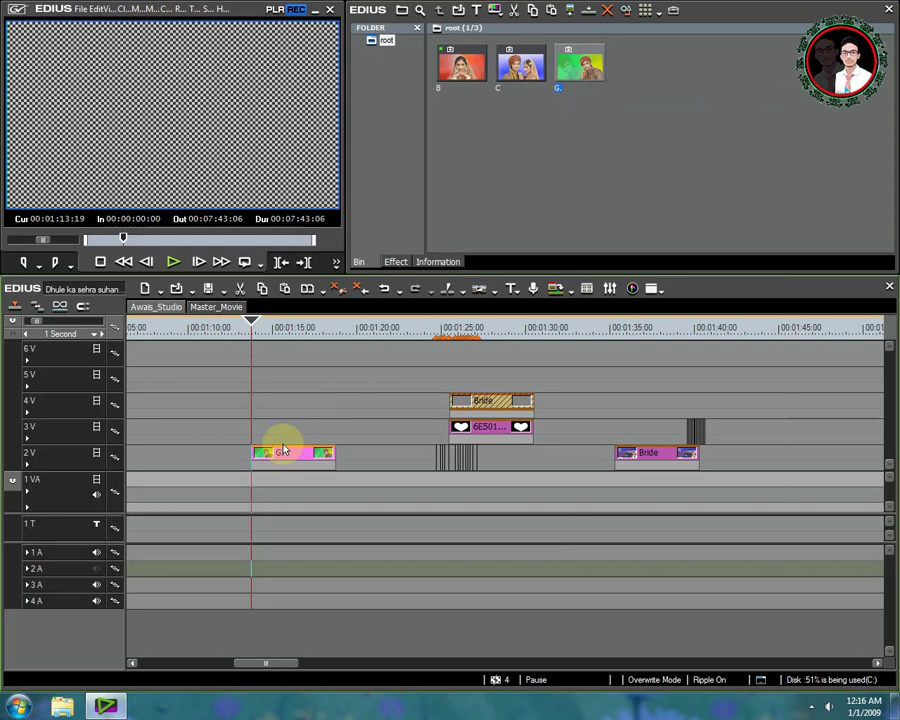 EDIUS File EditVi... Cl... M... C... R... T... S... H... PLR REC
EDIUS
FOLDER root (1/3)
root
B C G.
Cur 00:01:13:19 In 00:00:00:00 Out 00:07:43:06 Dur 00:07:43:06
Bin Effect Information
EDIUS Dhule ka sehra suhan...
Awais_Studio Master_Movie
1 Second
05:00 00:01:10:00 00:01:15:00 00:01:20:00 00:01:25:00 00:01:30:00 00:01:35:00 00:01:40:00 00:01:45:00 00:01
6 V
5 V
4 V Bride
3 V 6E501...
2 V Bride
1 VA
1 T T
1 A
2 A
3 A
4 A
4 Pause Overwrite Mode Ripple On Disk :51% is being used(C:)
12:16 AM
1/1/2009